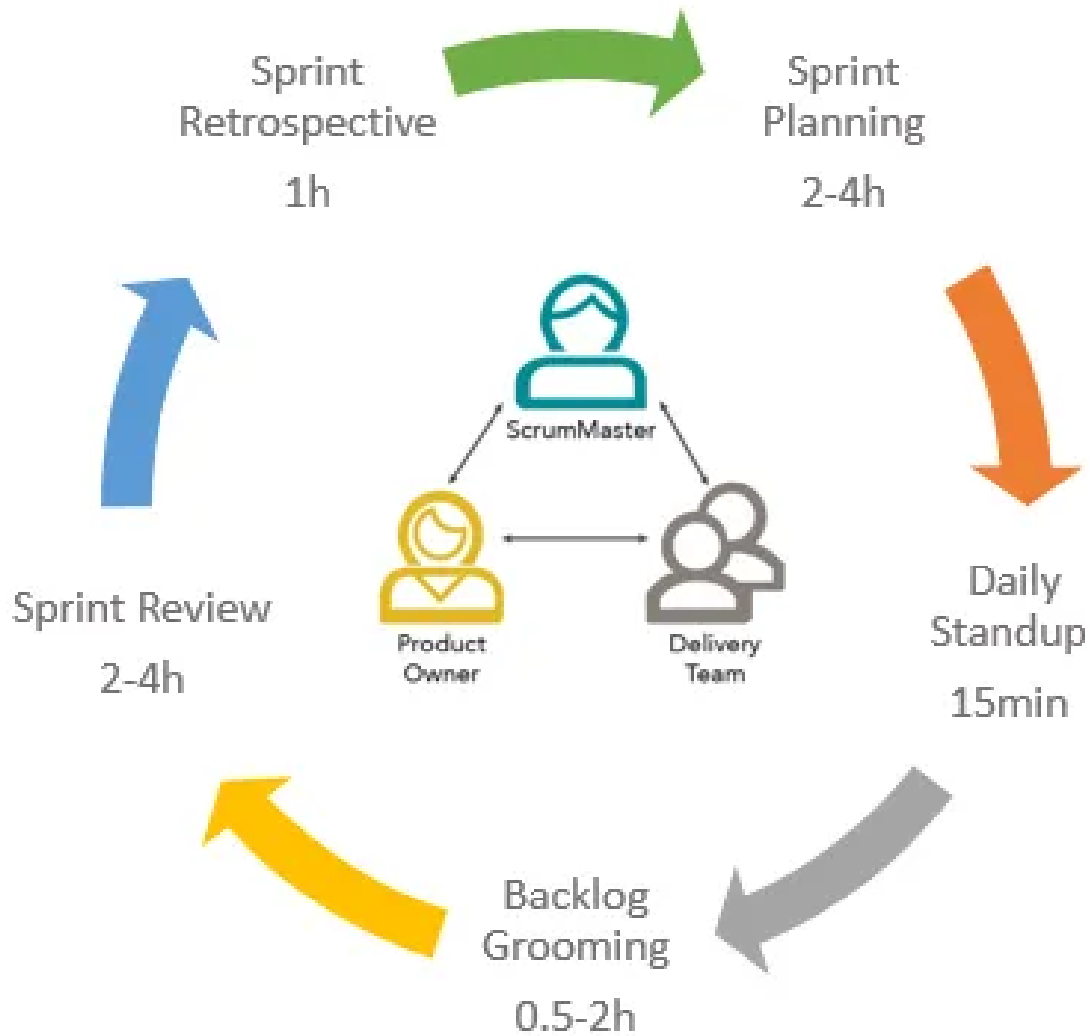 Sprint
Retrospective
1h
Sprint
Planning
2-4h
ScrumMaster
Product
Owner
Delivery
Team
Sprint Review
2-4h
Daily
Standup
15min
Backlog
Grooming
0.5-2h